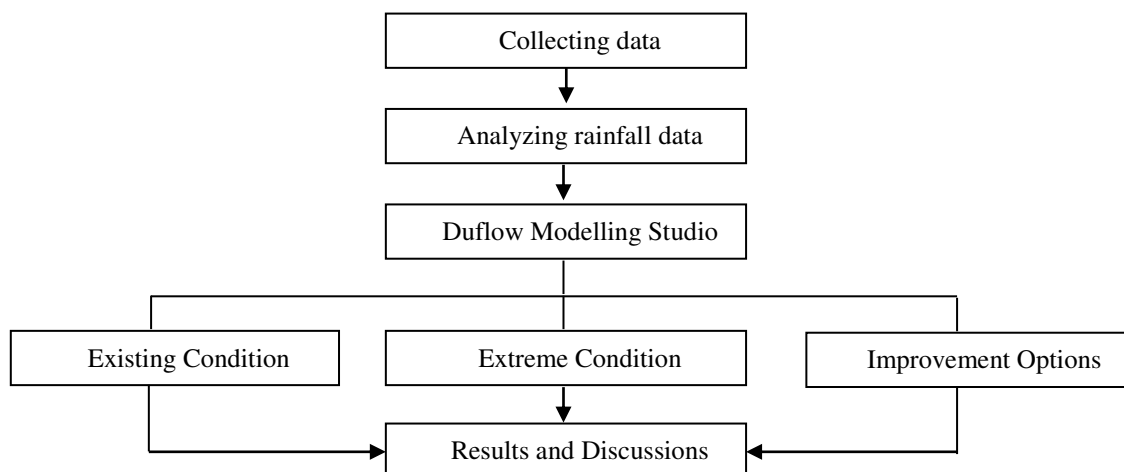 Collecting data
Analyzing rainfall data
Duflow Modelling Studio
Existing Condition
Extreme Condition
Improvement Options
Results and Discussions